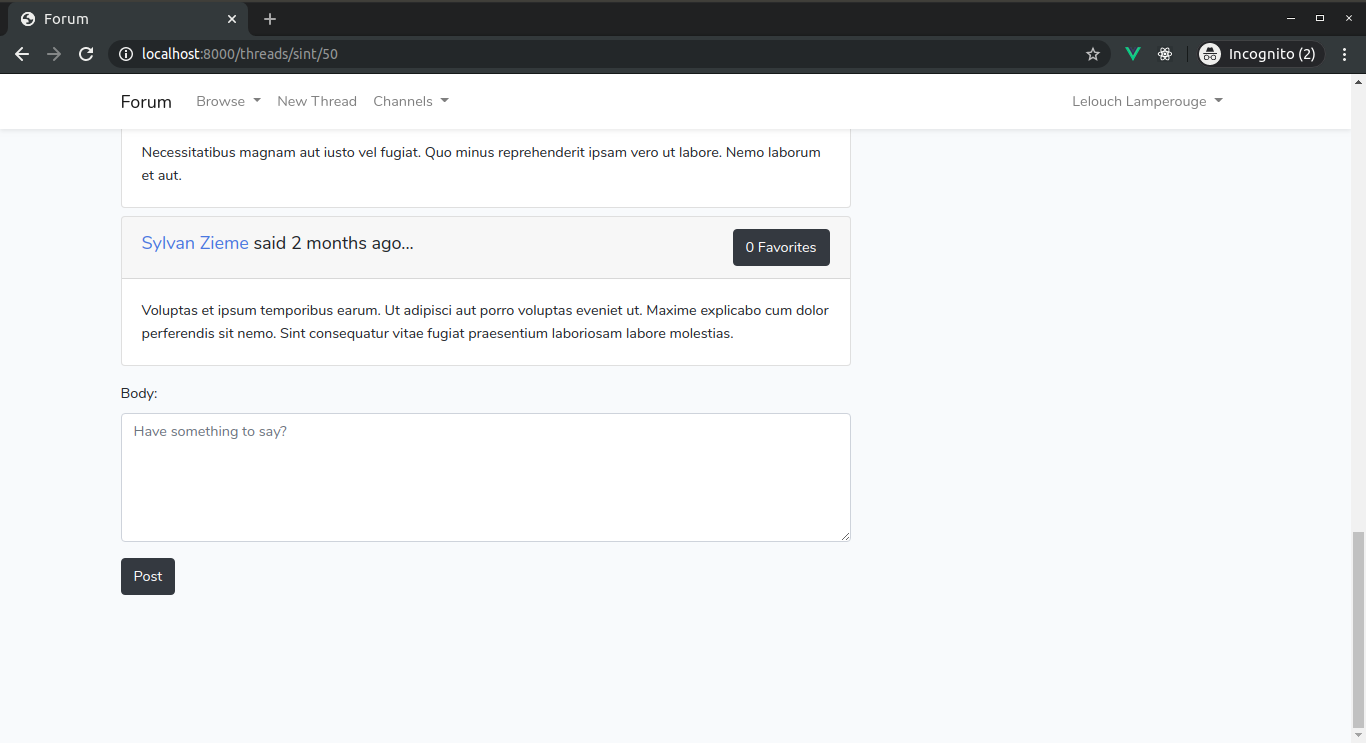 Forum
localhost:8000/threads/sint/50
Incognito (2)
Forum
Browse
New Thread
Channels
Lelouch Lamperouge
Necessitatibus magnam aut iusto vel fugiat. Quo minus reprehenderit ipsam vero ut labore. Nemo laborum
et aut.
Sylvan Zieme said 2 months ago...
0 Favorites
Voluptas et ipsum temporibus earum. Ut adipisci aut porro voluptas eveniet ut. Maxime explicabo cum dolor
perferendis sit nemo. Sint consequatur vitae fugiat praesentium laboriosam labore molestias.
Body:
Have something to say?
Post